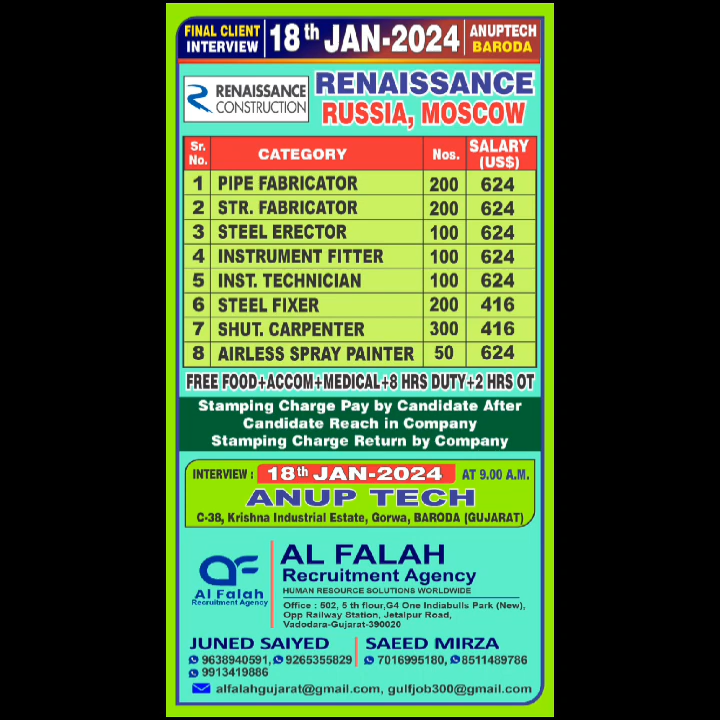 FINAL CLIENT INTERVIEW 18th JAN-2024 ANUPTECH BARODA
RENAISSANCE CONSTRUCTION
RENAISSANCE
RUSSIA, MOSCOW
Sr. No. CATEGORY Nos. SALARY (US$)
1 PIPE FABRICATOR 200 624
2 STR. FABRICATOR 200 624
3 STEEL ERECTOR 100 624
4 INSTRUMENT FITTER 100 624
5 INST. TECHNICIAN 100 624
6 STEEL FIXER 200 416
7 SHUT. CARPENTER 300 416
8 AIRLESS SPRAY PAINTER 50 624
FREE FOOD+ACCOM+MEDICAL+8 HRS DUTY+2 HRS OT
Stamping Charge Pay by Candidate After
Candidate Reach in Company
Stamping Charge Return by Company
INTERVIEW : 18th JAN-2024 AT 9.00 A.M.
ANUP TECH
C-38, Krishna Industrial Estate, Gorwa, BARODA (GUJARAT)
Al Falah
Recruitment Agency
AL FALAH
Recruitment Agency
HUMAN RESOURCE SOLUTIONS WORLDWIDE
Office : 502, 5 th flour,G4 One Indiabulls Park (New),
Opp Railway Station, Jetalpur Road,
Vadodara-Gujarat-390020
JUNED SAIYED SAEED MIRZA
9638940591, 9265355829 7016995180, 8511489786
9913419886
alfalahgujarat@gmail.com, gulfjob300@gmail.com